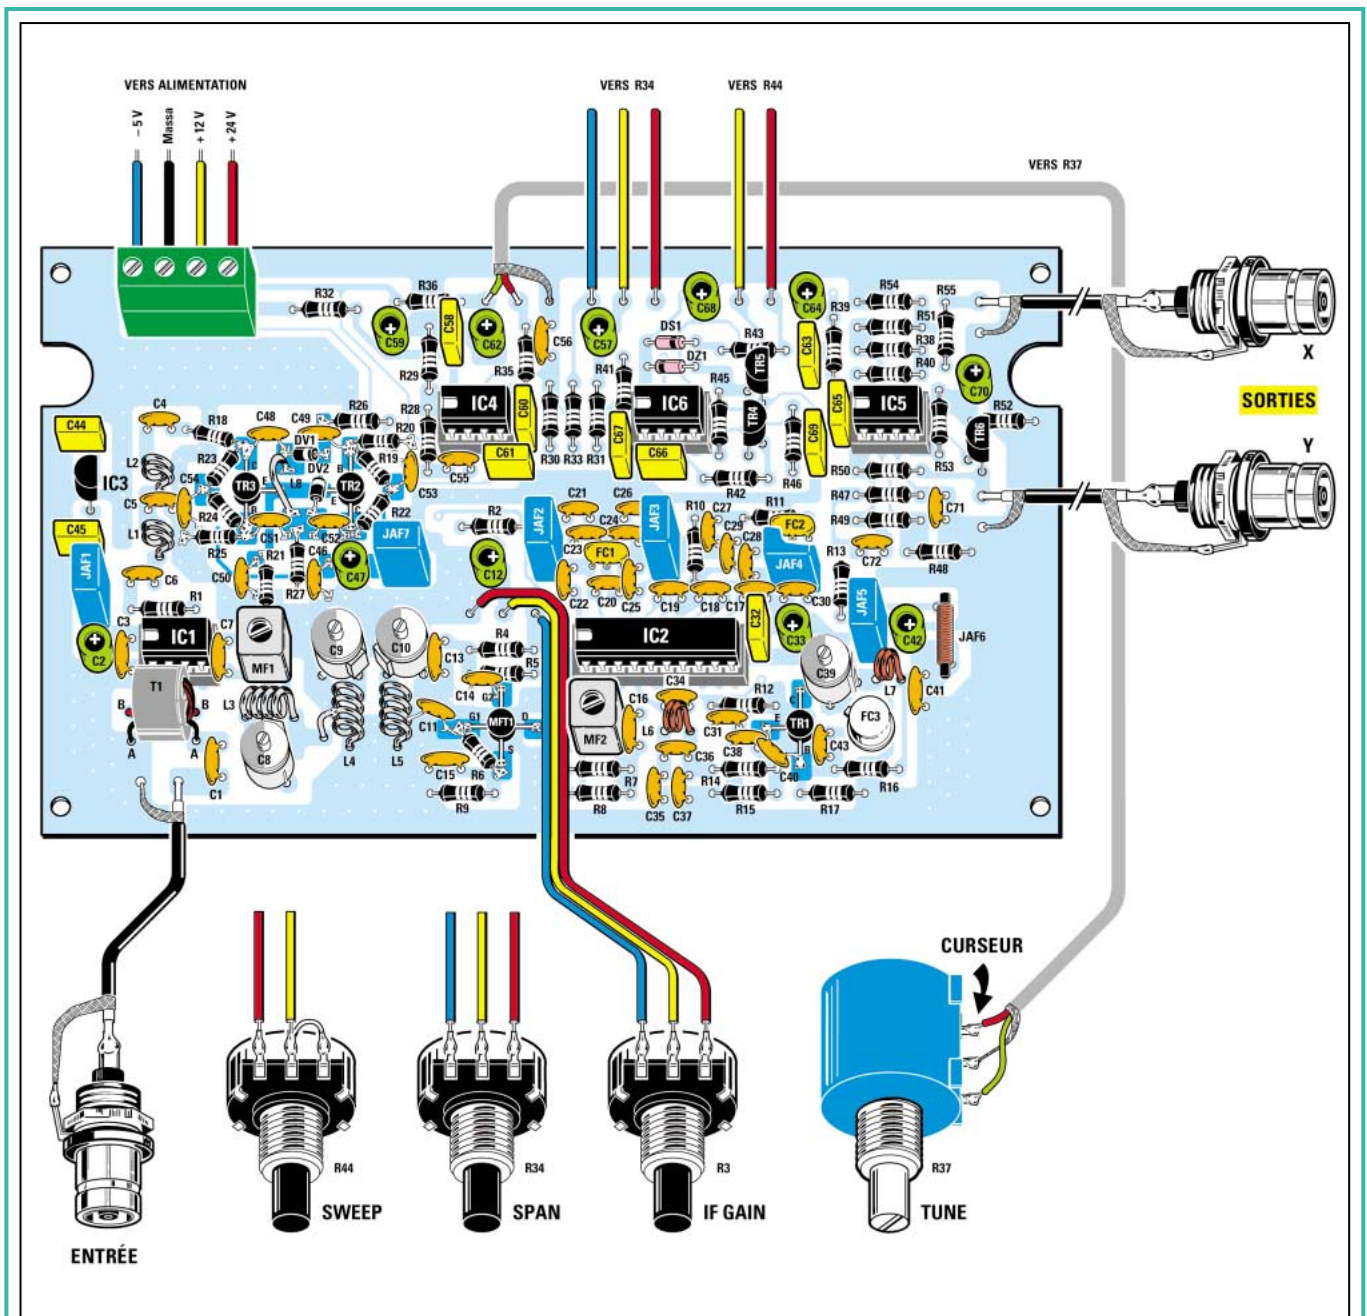 VERS ALIMENTATION
VERS R34
VERS R44
– 5 V
Massa
+ 12 V
+ 24 V
VERS R37
R32
R36
C59
C58
C62
C56
C57
C68
C64
R39
R54
R55
R51
R38
R40
DS1
DZ1
R43
TR5
C63
X
R29
R35
R41
R45
C70
SORTIES
C44
C4
R18
C48
C49
R26
R28
IC4
C60
IC6
TR4
C65
IC5
R52
TR6
Y
L2
R23
C
DV1
B
R20
R19
C67
C69
IC3
C54
TR3
E
L8
DV2
E
TR2
C53
C55
C61
R30
R33
R31
C66
R42
R46
R50
R53
C5
R24
B
C
R22
R47
C45
L1
R25
C51
C52
JAF7
R2
JAF2
C21
C26
JAF3
R10
C27
R11
FC2
R49
C71
JAF1
R21
C46
C47
C24
C29
C28
R13
C72
R48
C6
C50
R27
C12
C23
FC1
JAF4
C3
R1
C22
C20
C25
C19
C18
C17
C30
JAF5
C2
IC1
C7
MF1
C9
C10
C13
R4
R5
IC2
C32
C33
C42
JAF6
T1
L3
C14
G2
C16
C34
R12
C39
L7
C41
B
B
C11
G1
MFT1
D
MF2
L6
C31
E
C
TR1
FC3
A
A
C8
L4
L5
C15
R6
S
C36
C38
B
C43
C1
R9
R7
R14
C40
R16
R8
C35
C37
R15
R17
CURSEUR
R44
R34
R3
R37
SWEEP
SPAN
IF GAIN
TUNE
ENTRÉE